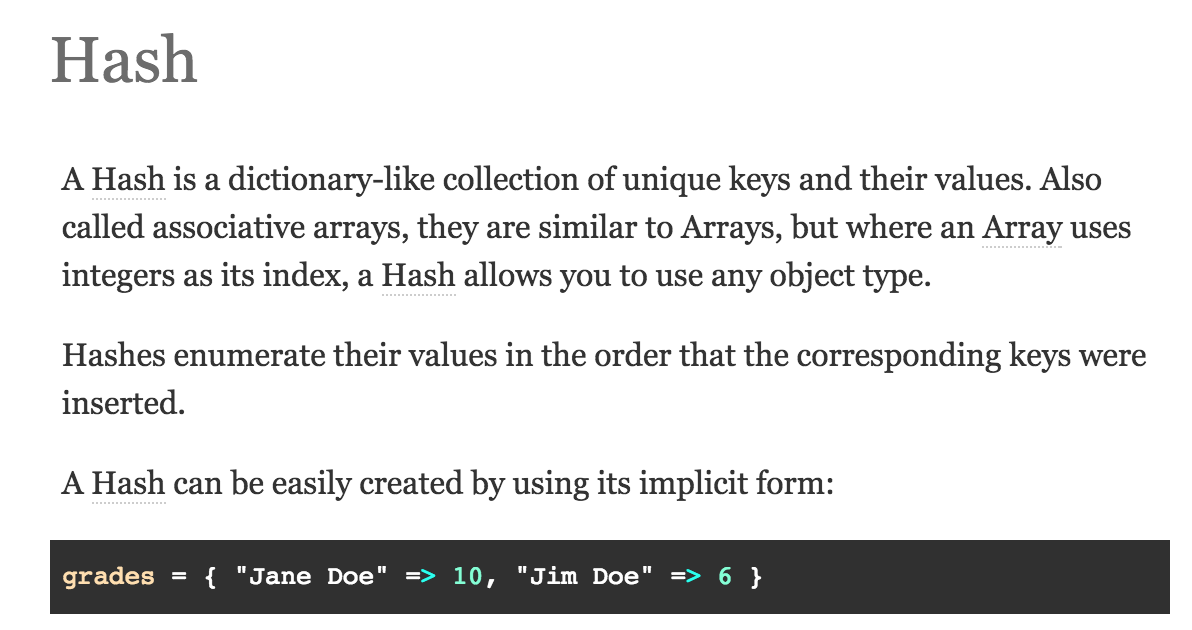 Hash
A Hash is a dictionary-like collection of unique keys and their values. Also
called associative arrays, they are similar to Arrays, but where an Array uses
integers as its index, a Hash allows you to use any object type.
Hashes enumerate their values in the order that the corresponding keys were
inserted.
A Hash can be easily created by using its implicit form:
grades = { "Jane Doe" => 10, "Jim Doe" => 6 }